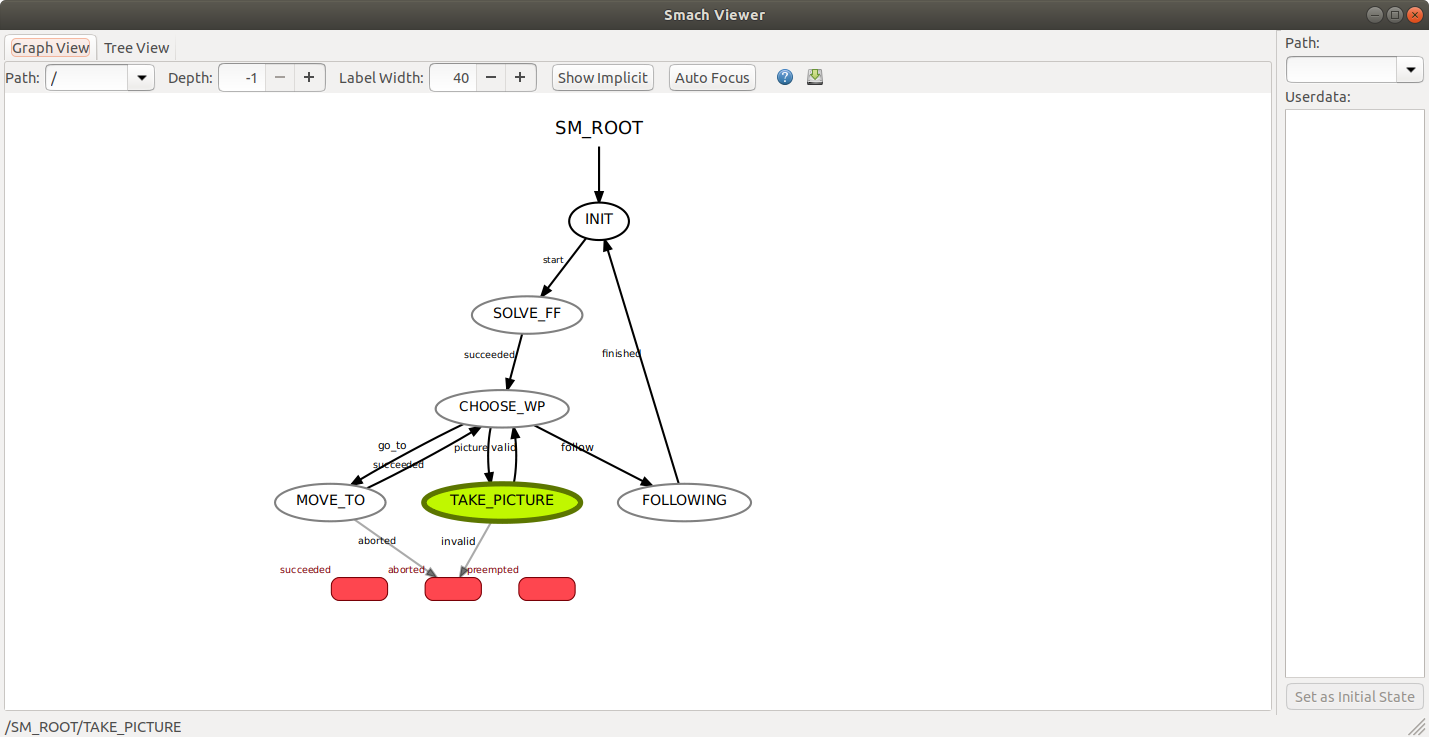 Smach Viewer
Graph View Tree View
Path: / Depth: -1 Label Width: 40 Show Implicit Auto Focus
Path:
Userdata:
SM_ROOT
INIT
start
SOLVE_FF
succeeded
finished
CHOOSE_WP
go_to
succeeded
picture
valid
follow
MOVE_TO
TAKE_PICTURE
FOLLOWING
aborted
invalid
succeeded
aborted
preempted
Set as Initial State
/SM_ROOT/TAKE_PICTURE